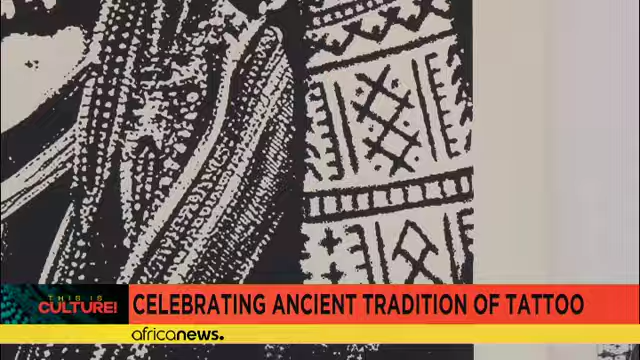 THIS IS
CULTURE!
CELEBRATING ANCIENT TRADITION OF TATTOO
africanews.